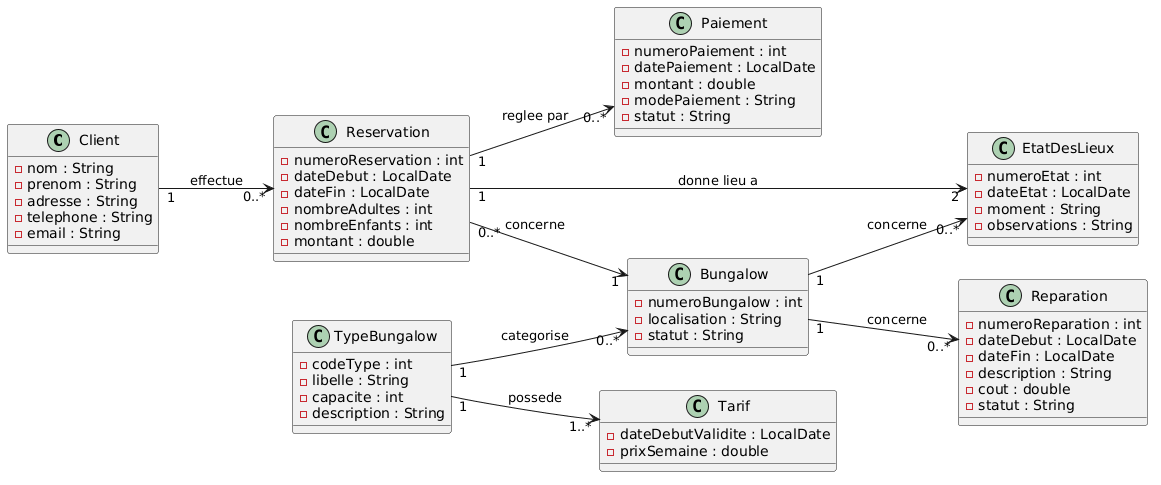 C Client
nom : String
prenom : String
adresse : String
telephone : String
email : String
effectue
1
0..*
C Reservation
numeroReservation : int
dateDebut : LocalDate
dateFin : LocalDate
nombreAdultes : int
nombreEnfants : int
montant : double
reglee par
1
0..*
C Paiement
numeroPaiement : int
datePaiement : LocalDate
montant : double
modePaiement : String
statut : String
donne lieu a
1
2
C EtatDesLieux
numeroEtat : int
dateEtat : LocalDate
moment : String
observations : String
concerne
0..*
1
C Bungalow
numeroBungalow : int
localisation : String
statut : String
concerne
1
0..*
concerne
1
0..*
C Reparation
numeroReparation : int
dateDebut : LocalDate
dateFin : LocalDate
description : String
cout : double
statut : String
C TypeBungalow
codeType : int
libelle : String
capacite : int
description : String
categorise
1
0..*
possede
1
1..*
C Tarif
dateDebutValidite : LocalDate
prixSemaine : double